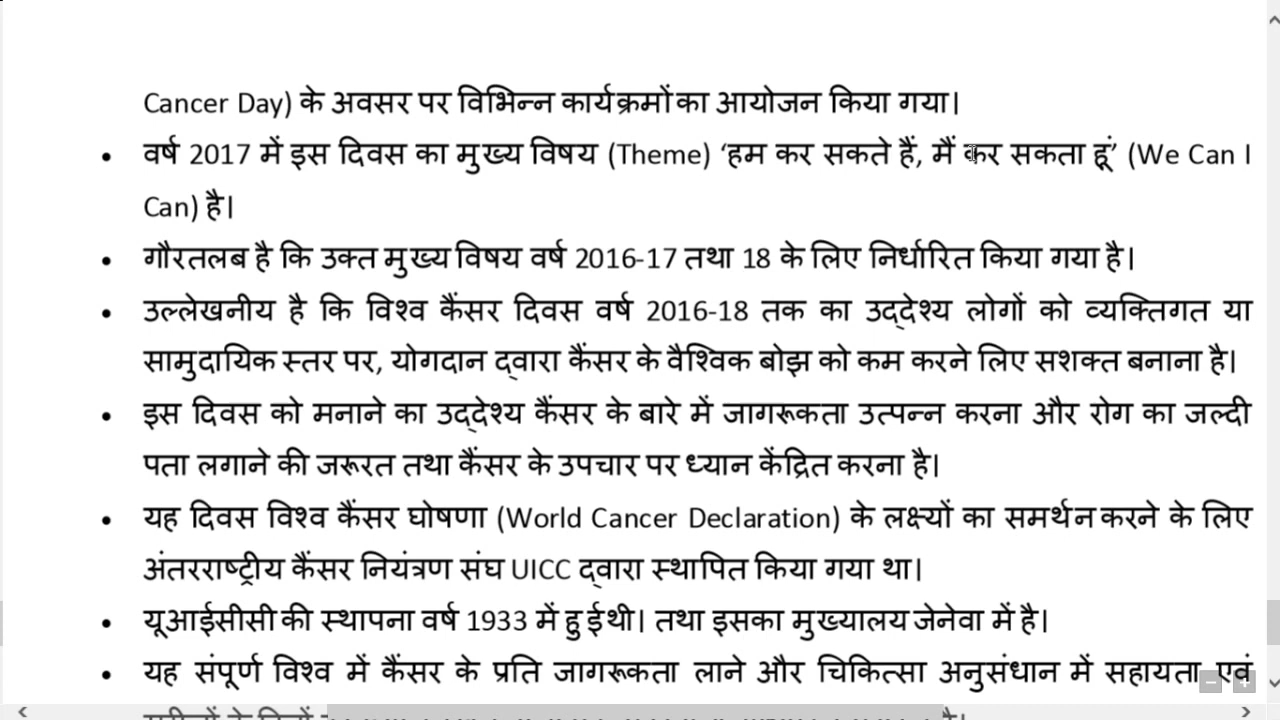 Cancer Day) के अवसर पर विभिन्न कार्यक्रमों का आयोजन किया गया।
• वर्ष 2017 में इस दिवस का मुख्य विषय (Theme) ‘हम कर सकते हैं, मैं कर सकता हूं’ (We Can I
Can) है।
• गौरतलब है कि उक्त मुख्य विषय वर्ष 2016-17 तथा 18 के लिए निर्धारित किया गया है।
• उल्लेखनीय है कि विश्व कैंसर दिवस वर्ष 2016-18 तक का उद्देश्य लोगों को व्यक्तिगत या
सामुदायिक स्तर पर, योगदान द्वारा कैंसर के वैश्विक बोझ को कम करने लिए सशक्त बनाना है।
• इस दिवस को मनाने का उद्देश्य कैंसर के बारे में जागरूकता उत्पन्न करना और रोग का जल्दी
पता लगाने की जरूरत तथा कैंसर के उपचार पर ध्यान केंद्रित करना है।
• यह दिवस विश्व कैंसर घोषणा (World Cancer Declaration) के लक्ष्यों का समर्थन करने के लिए
अंतरराष्ट्रीय कैंसर नियंत्रण संघ UICC द्वारा स्थापित किया गया था।
• यूआईसीसी की स्थापना वर्ष 1933 में हुई थी। तथा इसका मुख्यालय जेनेवा में है।
• यह संपूर्ण विश्व में कैंसर के प्रति जागरूकता लाने और चिकित्सा अनुसंधान में सहायता एवं